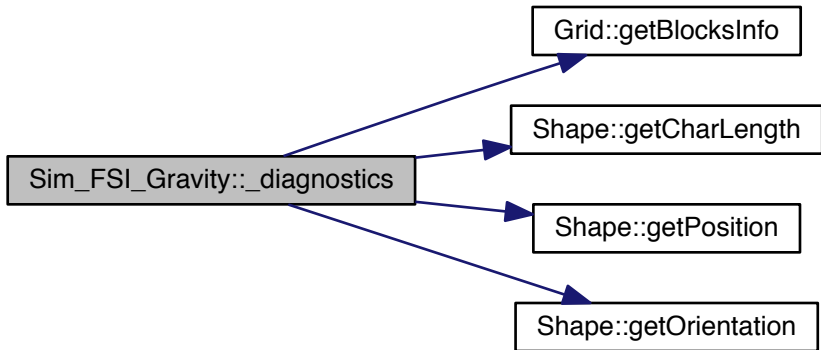 Grid::getBlocksInfo
Shape::getCharLength
Sim_FSI_Gravity::_diagnostics
Shape::getPosition
Shape::getOrientation